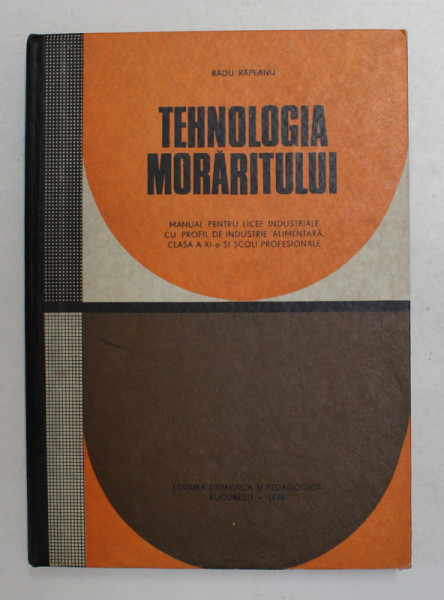 RADU RÂPEANU
TEHNOLOGIA
MORĂRITULUI
MANUAL PENTRU LICEE INDUSTRIALE
CU PROFIL DE INDUSTRIE ALIMENTARĂ,
CLASA A XI-a ȘI ȘCOLI PROFESIONALE
EDITURA DIDACTICĂ ȘI PEDAGOGICĂ
BUCUREȘTI –